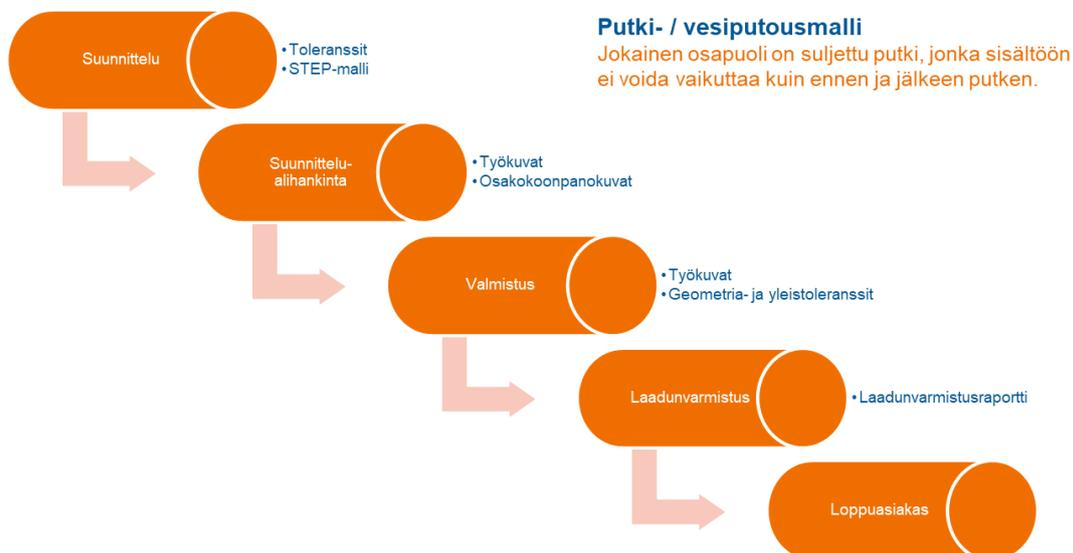 Putki- / vesiputousmalli
Jokainen osapuoli on suljettu putki, jonka sisältöön
ei voida vaikuttaa kuin ennen ja jälkeen putken.
Suunnittelu
•Toleranssit
•STEP-malli
Suunnittelu-
alihankinta
•Työkuvat
•Osakokoonpanokuvat
Valmistus
•Työkuvat
•Geometria- ja yleistoleranssit
Laadunvarmistus
•Laadunvarmistusraportti
Loppuasiakas